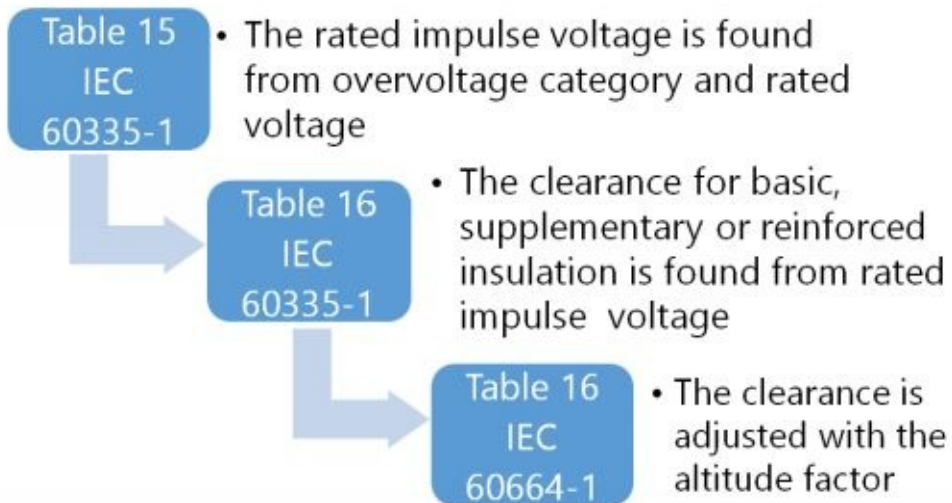 Table 15
IEC
60335-1
• The rated impulse voltage is found
from overvoltage category and rated
voltage
Table 16
IEC
60335-1
• The clearance for basic,
supplementary or reinforced
insulation is found from rated
impulse voltage
Table 16
IEC
60664-1
• The clearance is
adjusted with the
altitude factor